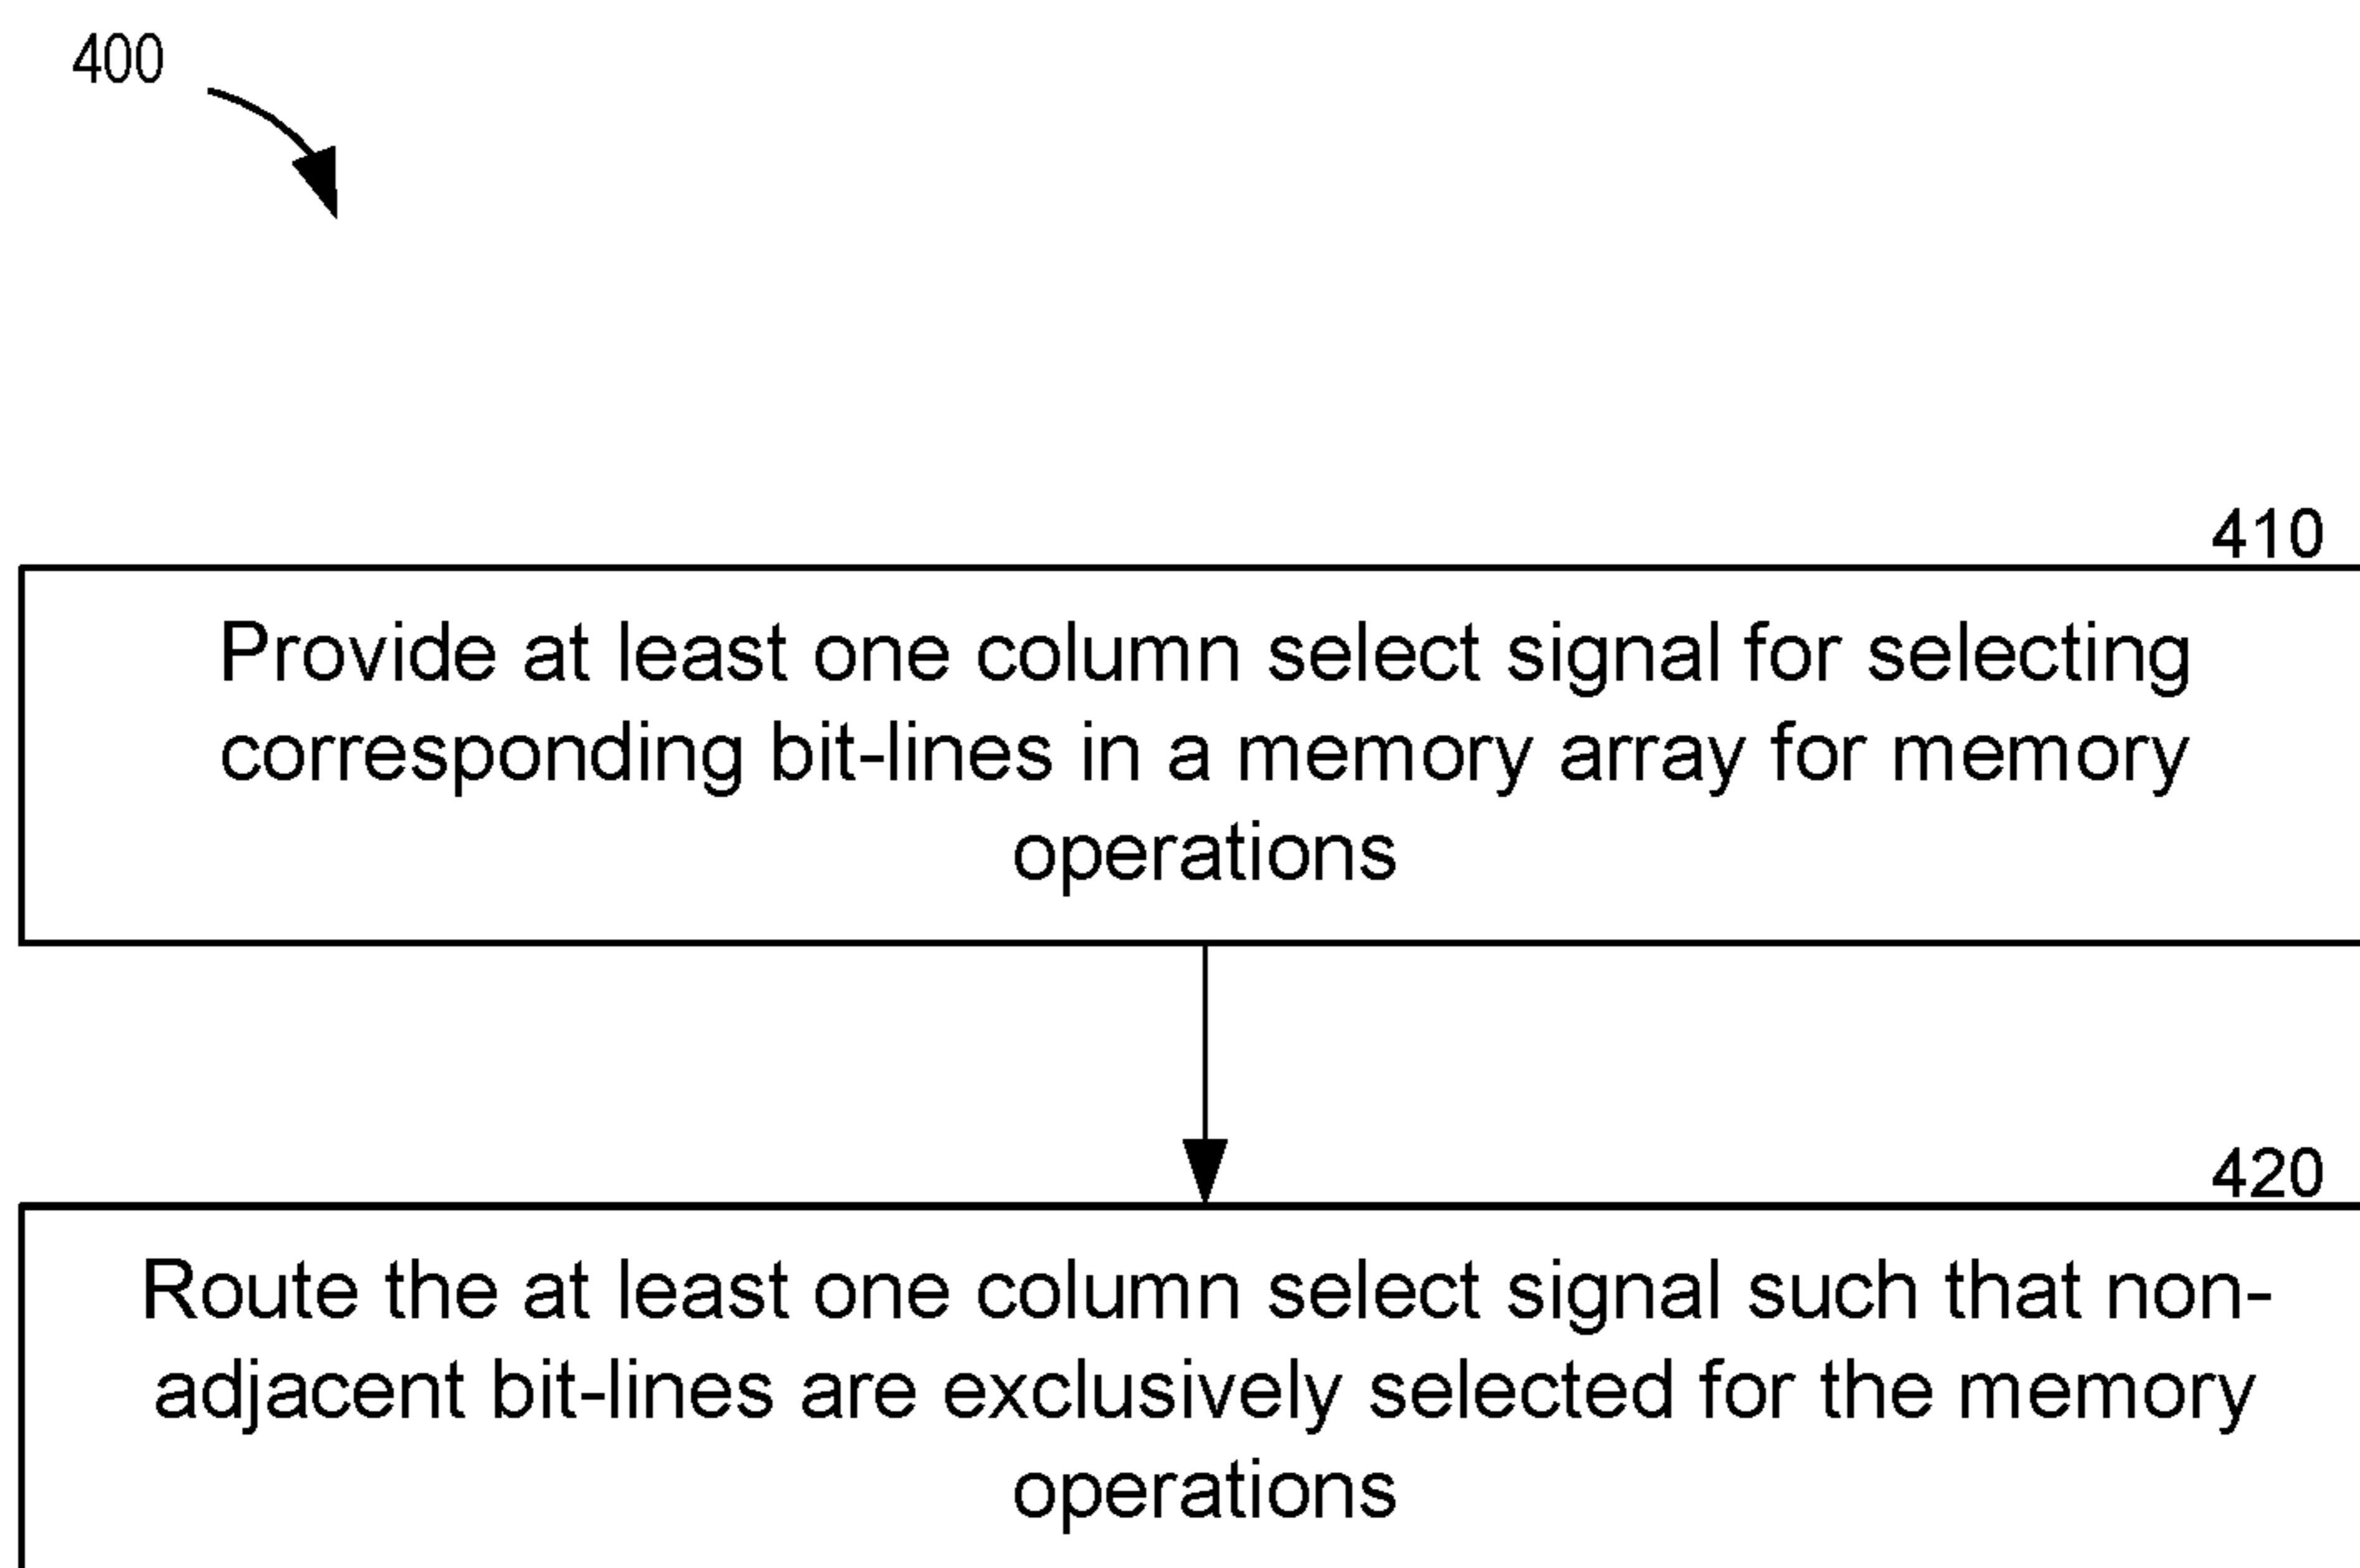 400
410
Provide at least one column select signal for selecting
corresponding bit-lines in a memory array for memory
operations
420
Route the at least one column select signal such that non-
adjacent bit-lines are exclusively selected for the memory
operations